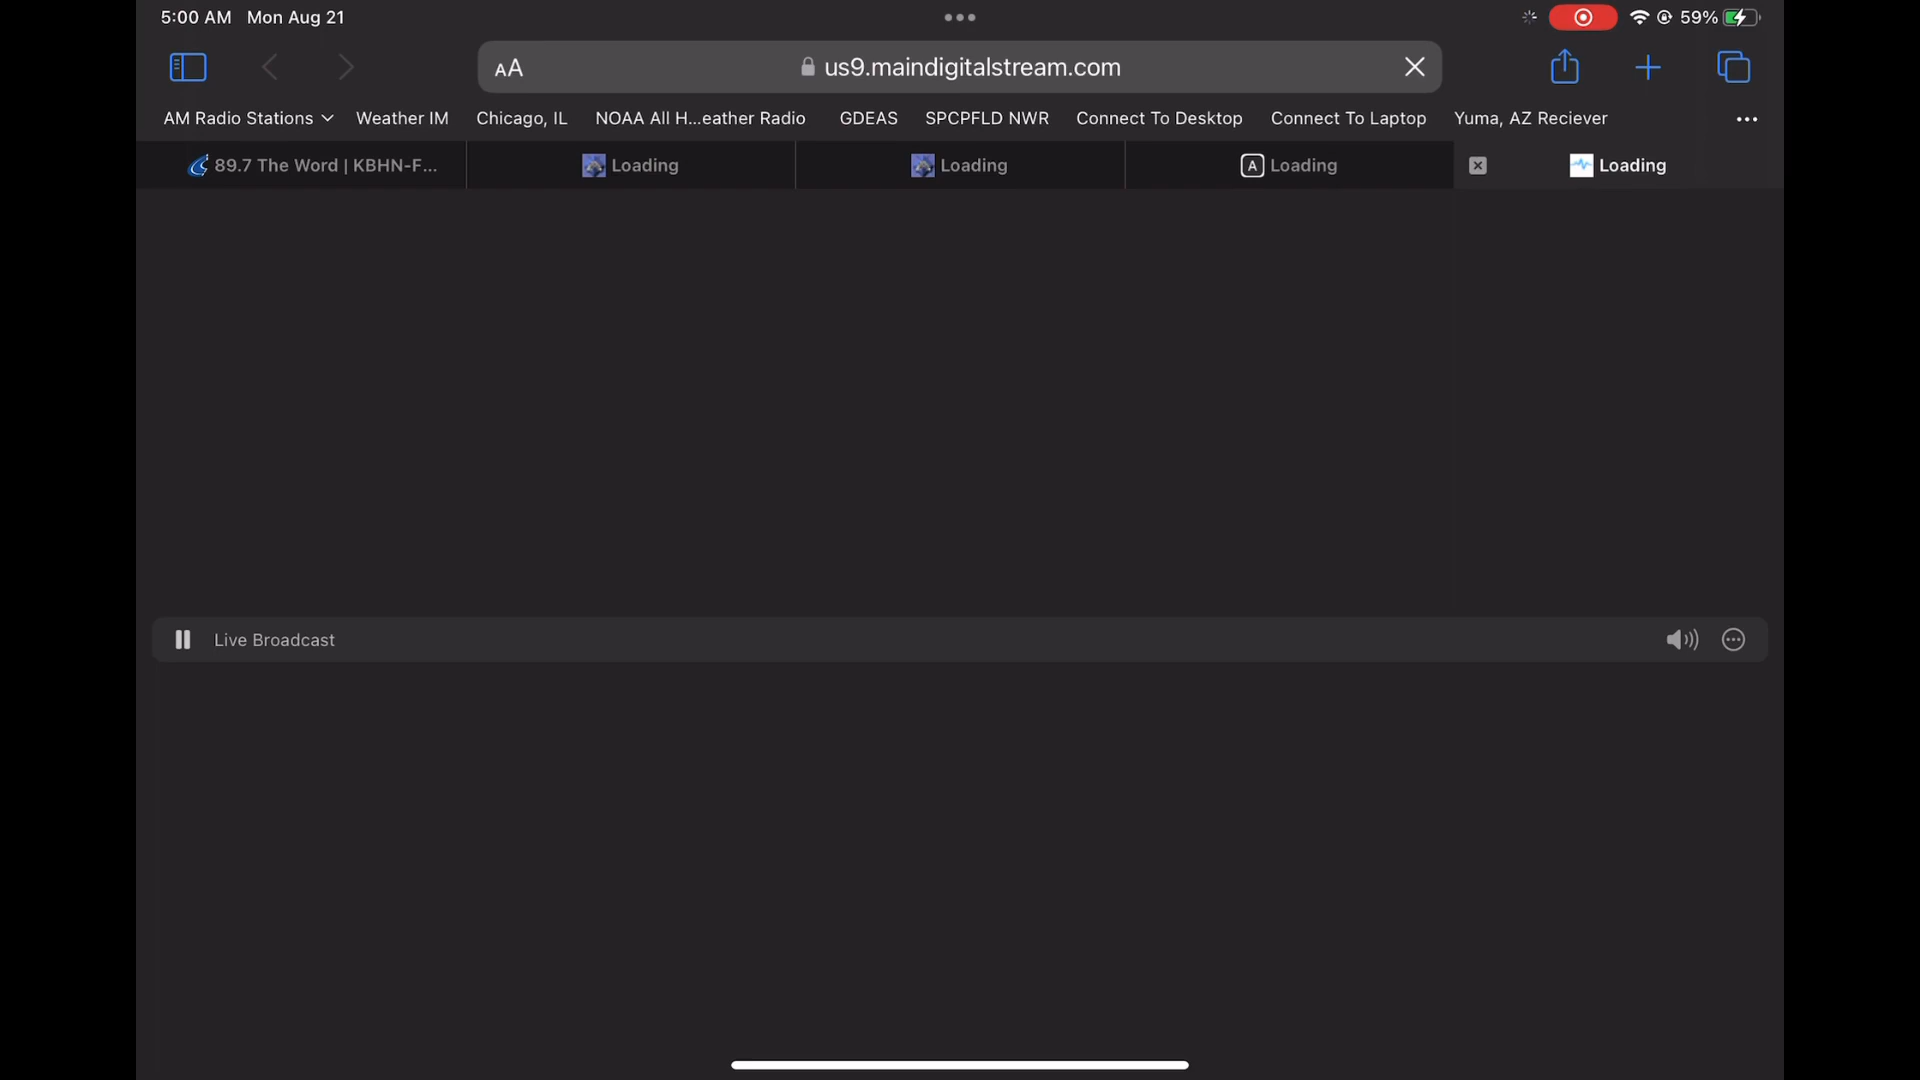 5:00 AM Mon Aug 21
59%
AA
us9.maindigitalstream.com
AM Radio Stations
Weather IM
Chicago, IL
NOAA All H...eather Radio
GDEAS
SPCPFLD NWR
Connect To Desktop
Connect To Laptop
Yuma, AZ Reciever
89.7 The Word | KBHN-F...
Loading
Loading
A Loading
Loading
Live Broadcast